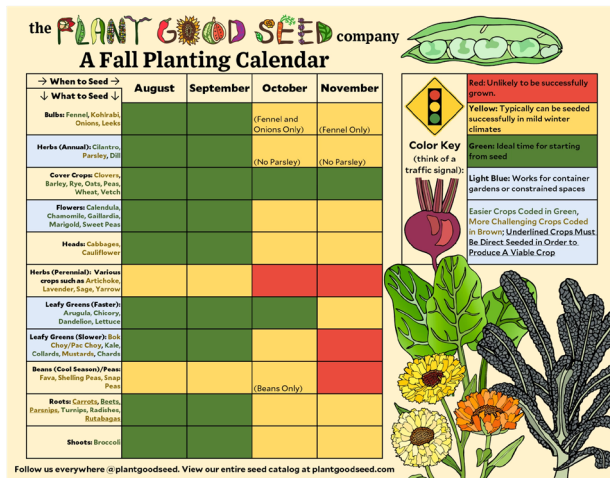 the PLANT GOOD SEED company
A Fall Planting Calendar
→ When to Seed →
↓ What to Seed ↓
August
September
October
November
Bulbs: Fennel, Kohlrabi,
Onions, Leeks
(Fennel and
Onions Only)
(Fennel Only)
Herbs (Annual): Cilantro,
Parsley, Dill
(No Parsley)
(No Parsley)
Cover Crops: Clovers,
Barley, Rye, Oats, Peas,
Wheat, Vetch
Flowers: Calendula,
Chamomile, Gaillardia,
Marigold, Sweet Peas
Heads: Cabbages,
Cauliflower
Herbs (Perennial): Various
crops such as Artichoke,
Lavender, Sage, Yarrow
Leafy Greens (Faster):
Arugula, Chicory,
Dandelion, Lettuce
Leafy Greens (Slower): Bok
Choy/Pac Choy, Kale,
Collards, Mustards, Chards
Beans (Cool Season)/Peas:
Fava, Shelling Peas, Snap
Peas
(Beans Only)
Roots: Carrots, Beets,
Parsnips, Turnips, Radishes,
Rutabagas
Shoots: Broccoli
Color Key
(think of a
traffic signal):
Red: Unlikely to be successfully
grown.
Yellow: Typically can be seeded
successfully in mild winter
climates
Green: Ideal time for starting
from seed
Light Blue: Works for container
gardens or constrained spaces
Easier Crops Coded in Green,
More Challenging Crops Coded
in Brown; Underlined Crops Must
Be Direct Seeded in Order to
Produce A Viable Crop
Follow us everywhere @plantgoodseed. View our entire seed catalog at plantgoodseed.com